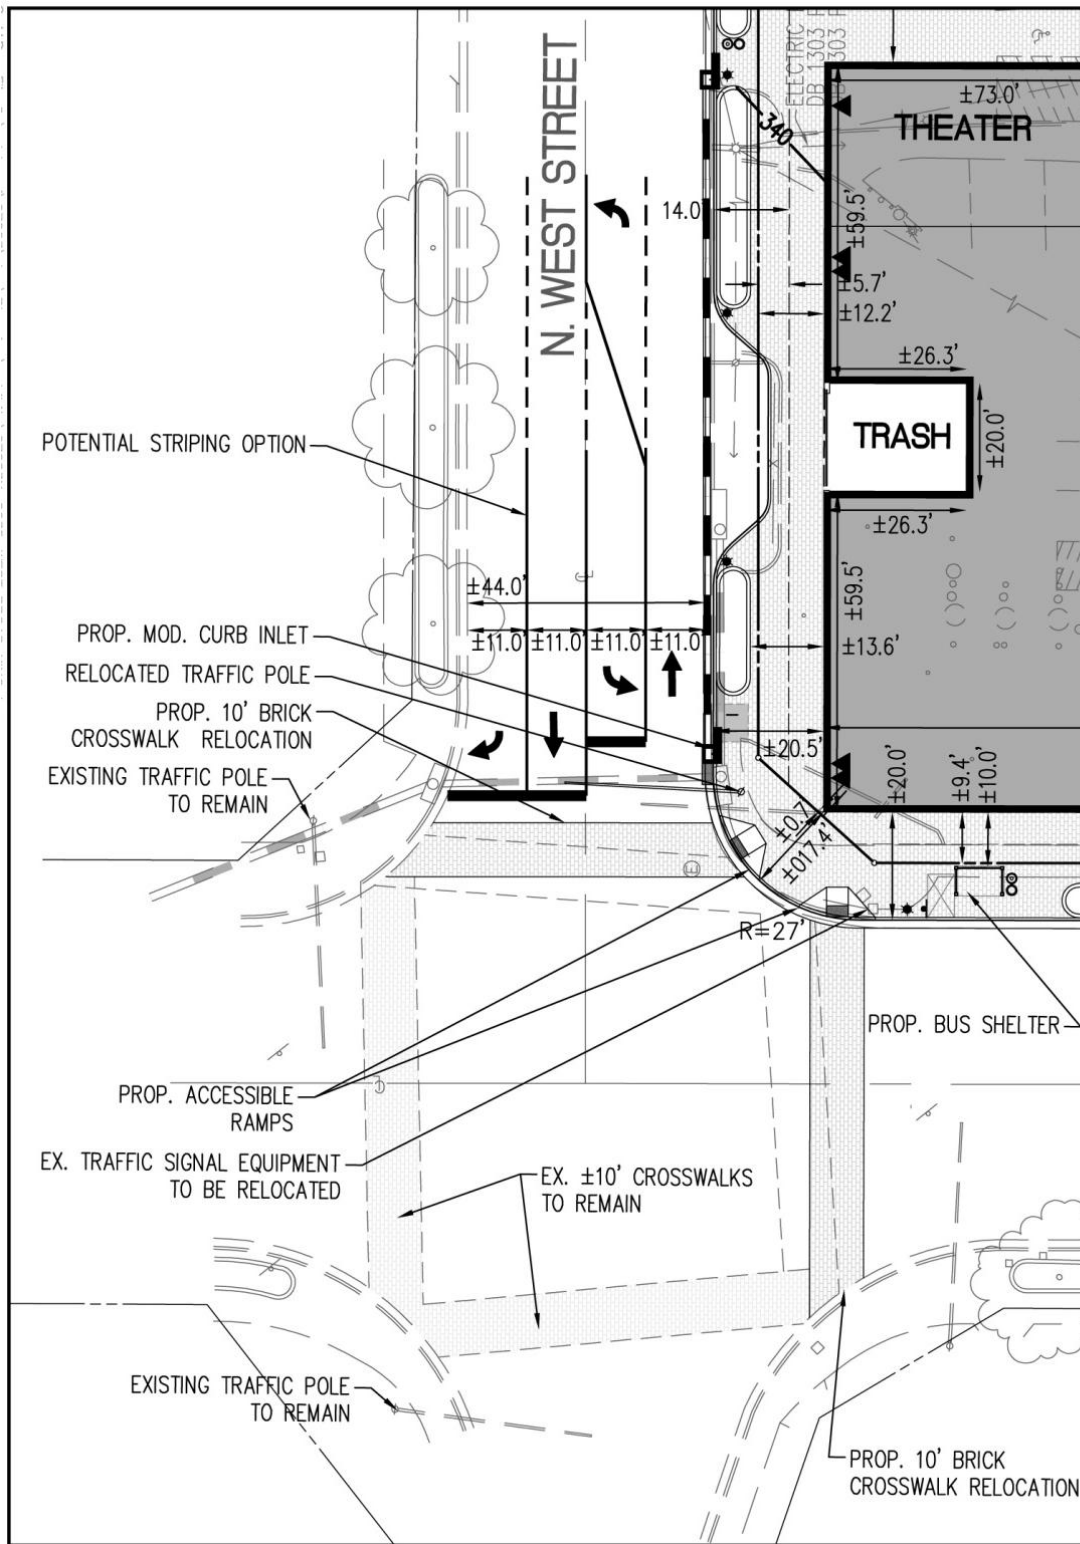 ELECTRIC
DB 1303
N. WEST STREET
±73.0'
THEATER
340
14.0'
±59.5'
±5.7'
±12.2'
±26.3'
POTENTIAL STRIPING OPTION
TRASH
±20.0'
±26.3'
±44.0'
±59.5'
PROP. MOD. CURB INLET
±11.0'
±11.0'
±11.0'
±11.0'
±13.6'
RELOCATED TRAFFIC POLE
PROP. 10' BRICK
CROSSWALK RELOCATION
±20.5'
EXISTING TRAFFIC POLE
TO REMAIN
±20.0'
±9.4'
±10.0'
±0.7'
±017.4'
E
R=27'
PROP. BUS SHELTER
PROP. ACCESSIBLE
RAMPS
EX. TRAFFIC SIGNAL EQUIPMENT
TO BE RELOCATED
EX. ±10' CROSSWALKS
TO REMAIN
EXISTING TRAFFIC POLE
TO REMAIN
PROP. 10' BRICK
CROSSWALK RELOCATION